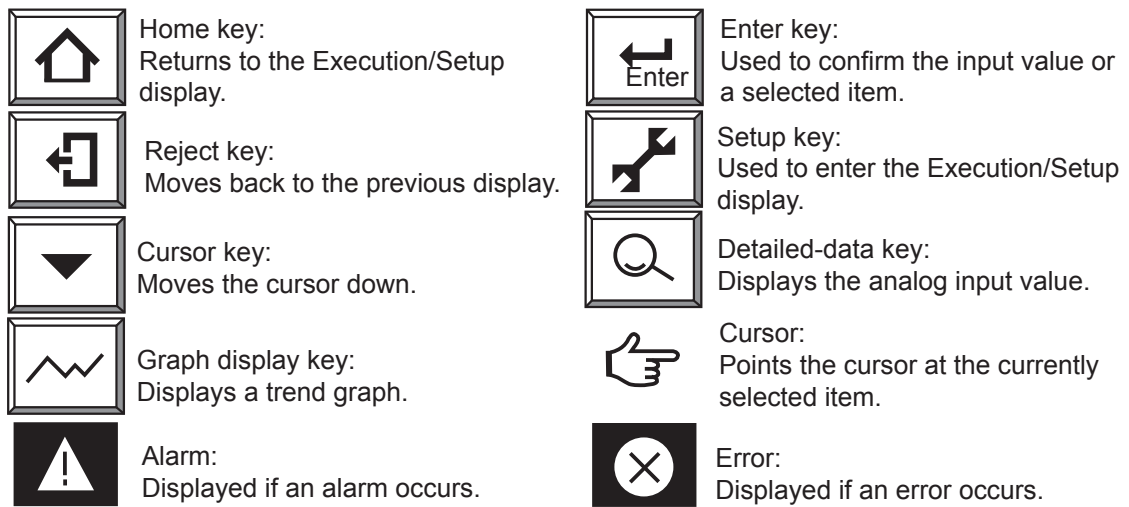 Home key:
Returns to the Execution/Setup
display.
Reject key:
Moves back to the previous display.
Cursor key:
Moves the cursor down.
Graph display key:
Displays a trend graph.
Alarm:
Displayed if an alarm occurs.
Enter
Enter key:
Used to confirm the input value or
a selected item.
Setup key:
Used to enter the Execution/Setup
display.
Detailed-data key:
Displays the analog input value.
Cursor:
Points the cursor at the currently
selected item.
Error:
Displayed if an error occurs.